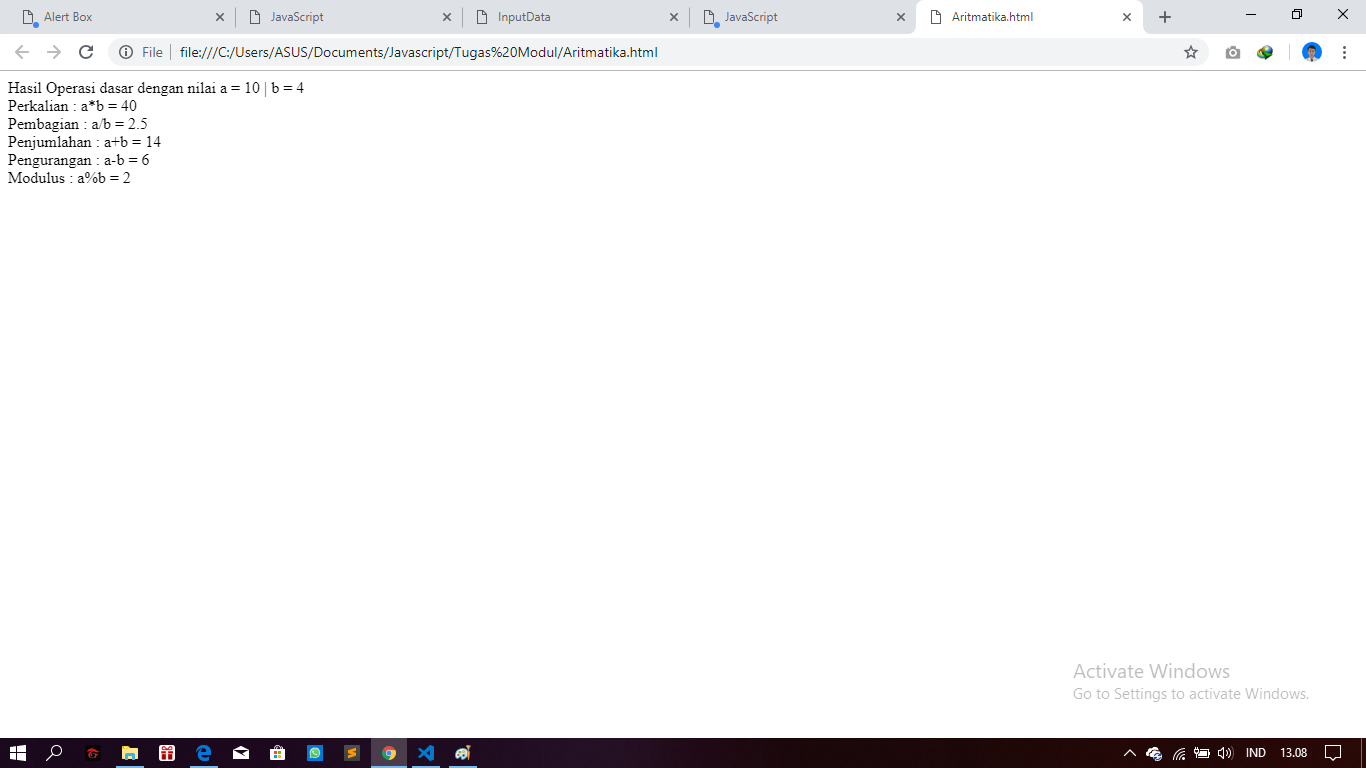 Alert Box
JavaScript
InputData
JavaScript
Aritmatika.html
File
file:///C:/Users/ASUS/Documents/Javascript/Tugas%20Modul/Aritmatika.html
Hasil Operasi dasar dengan nilai a = 10 | b = 4
Perkalian : a*b = 40
Pembagian : a/b = 2.5
Penjumlahan : a+b = 14
Pengurangan : a-b = 6
Modulus : a%b = 2
Activate Windows
Go to Settings to activate Windows.
IND
13.08